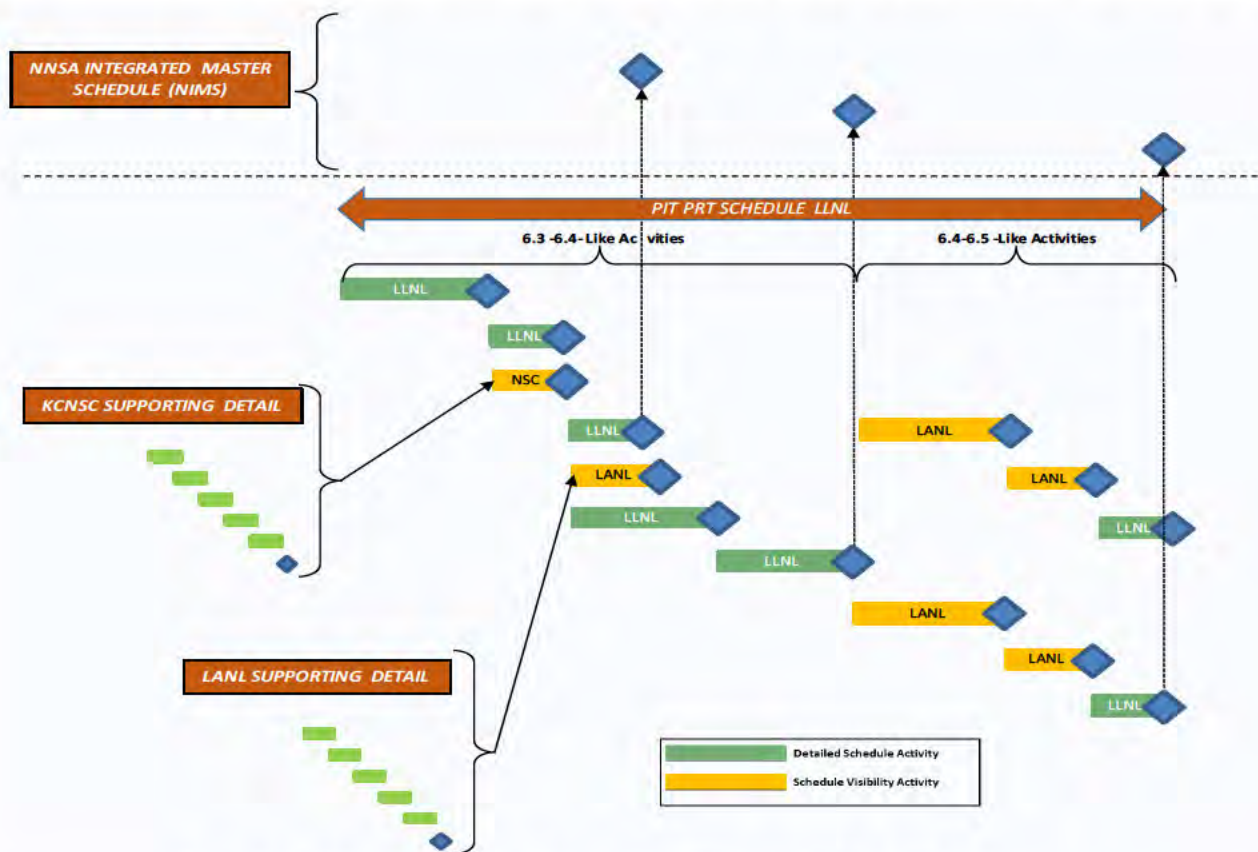 NNSA INTEGRATED MASTER
SCHEDULE (NIMS)
PIT PRT SCHEDULE LLNL
6.3 -6.4- Like Ac vities
6.4-6.5 -Like Activities
LLNL
LLNL
NSC
KCNSC SUPPORTING DETAIL
LLNL
LANL
LANL
LANL
LLNL
LLNL
LLNL
LANL
LANL
LANL SUPPORTING DETAIL
LLNL
Detailed Schedule Activity
Schedule Visibility Activity